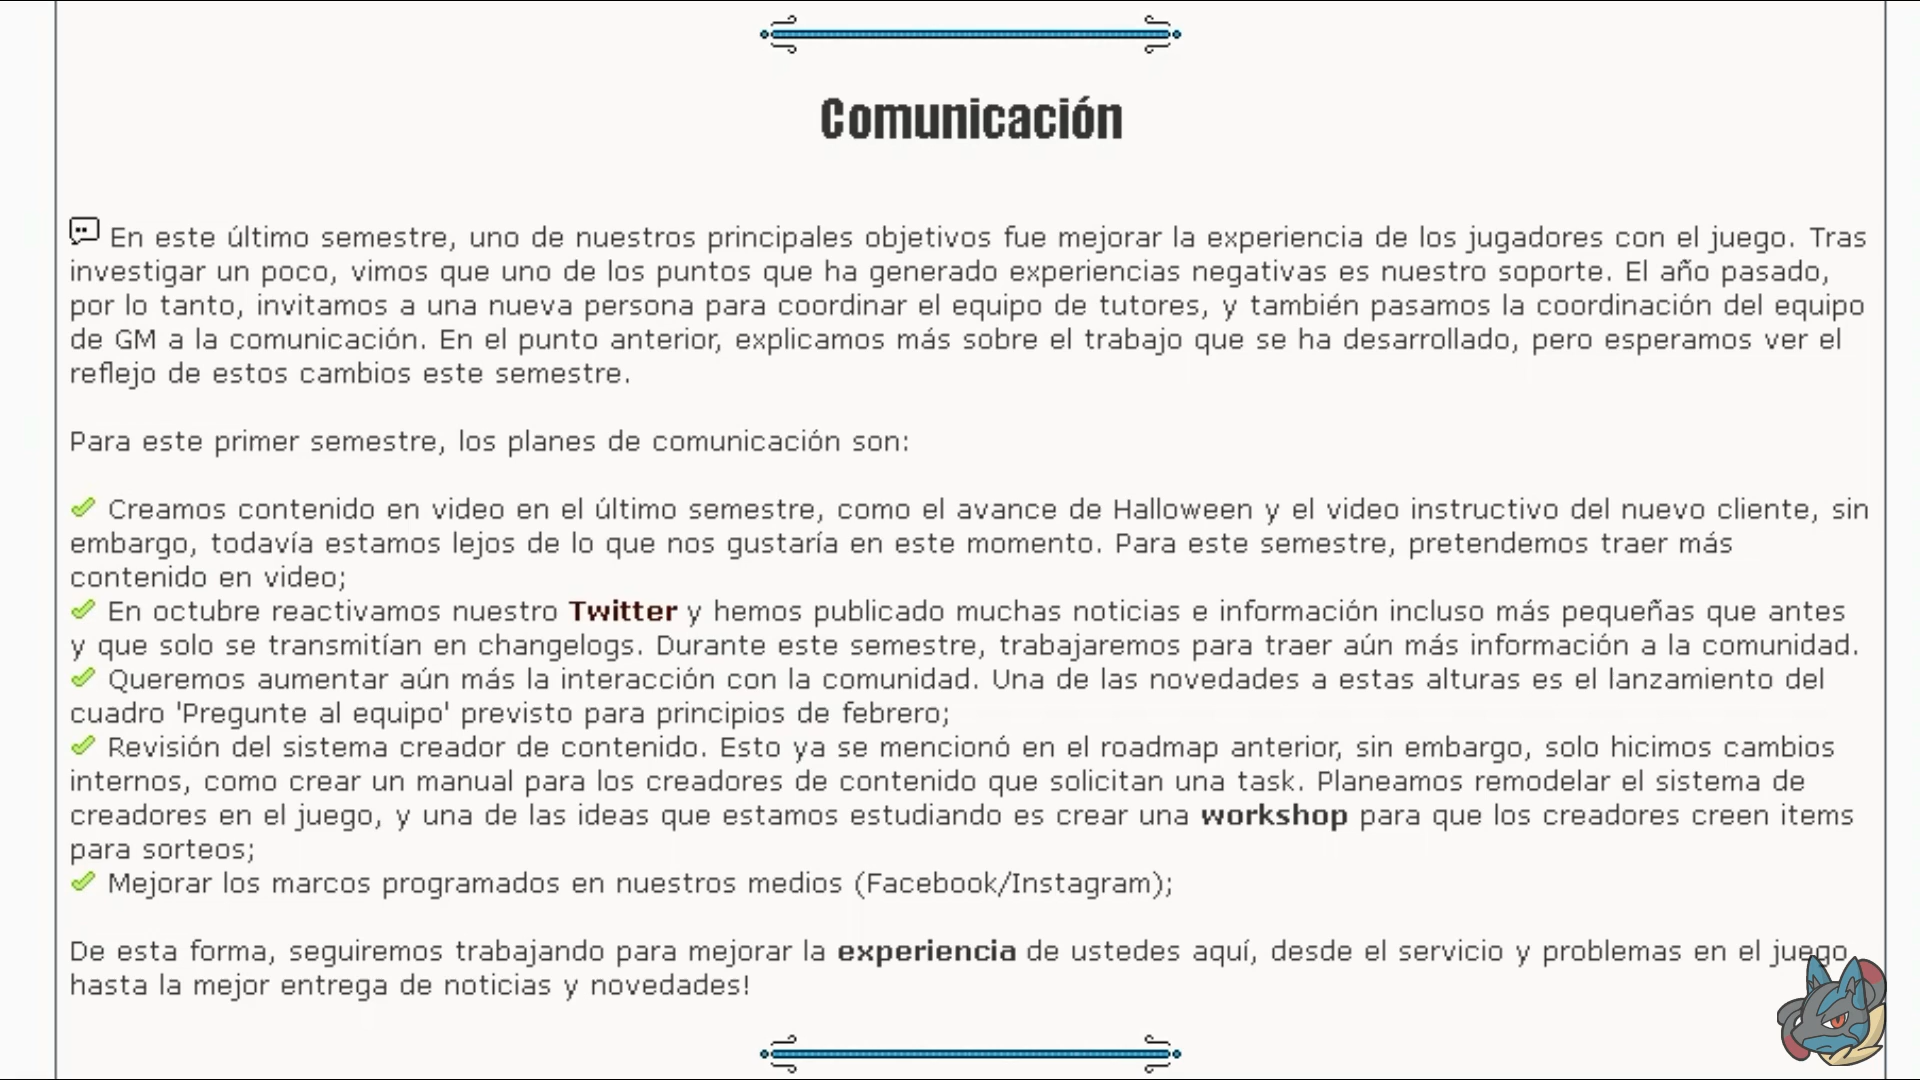 Comunicación
En este último semestre, uno de nuestros principales objetivos fue mejorar la experiencia de los jugadores con el juego. Tras
investigar un poco, vimos que uno de los puntos que ha generado experiencias negativas es nuestro soporte. El año pasado,
por lo tanto, invitamos a una nueva persona para coordinar el equipo de tutores, y también pasamos la coordinación del equipo
de GM a la comunicación. En el punto anterior, explicamos más sobre el trabajo que se ha desarrollado, pero esperamos ver el
reflejo de estos cambios este semestre.
Para este primer semestre, los planes de comunicación son:
Creamos contenido en video en el último semestre, como el avance de Halloween y el video instructivo del nuevo cliente, sin
embargo, todavía estamos lejos de lo que nos gustaría en este momento. Para este semestre, pretendemos traer más
contenido en video;
En octubre reactivamos nuestro Twitter y hemos publicado muchas noticias e información incluso más pequeñas que antes
y que solo se transmitían en changelogs. Durante este semestre, trabajaremos para traer aún más información a la comunidad.
Queremos aumentar aún más la interacción con la comunidad. Una de las novedades a estas alturas es el lanzamiento del
cuadro 'Pregunte al equipo' previsto para principios de febrero;
Revisión del sistema creador de contenido. Esto ya se mencionó en el roadmap anterior, sin embargo, solo hicimos cambios
internos, como crear un manual para los creadores de contenido que solicitan una task. Planeamos remodelar el sistema de
creadores en el juego, y una de las ideas que estamos estudiando es crear una workshop para que los creadores creen items
para sorteos;
Mejorar los marcos programados en nuestros medios (Facebook/Instagram);
De esta forma, seguiremos trabajando para mejorar la experiencia de ustedes aquí, desde el servicio y problemas en el juego
hasta la mejor entrega de noticias y novedades!